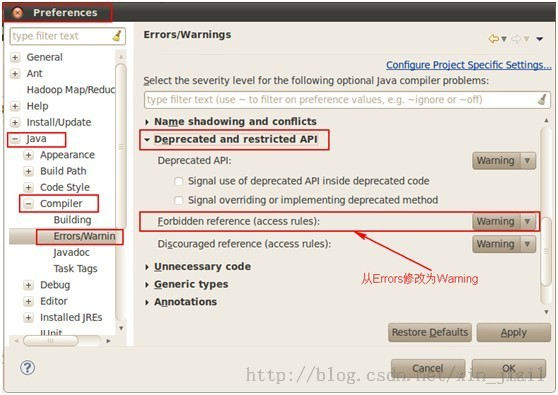 Preferences
type filter text
General
Ant
Hadoop Map/Reduc
Help
Install/Update
Java
Appearance
Build Path
Code Style
Compiler
Building
Errors/Warnin
Javadoc
Task Tags
Debug
Editor
Installed JREs
JUnit
Errors/Warnings
Configure Project Specific Settings...
Select the severity level for the following optional Java compiler problems:
type filter text (use ~ to filter on preference values, e.g. ~ignore or ~off)
Name shadowing and conflicts
Deprecated and restricted API
Deprecated API: Warning
Signal use of deprecated API inside deprecated code
Signal overriding or implementing deprecated method
Forbidden reference (access rules): Warning
Discouraged reference (access rules): Warning
从Errors修改为Warning
Unnecessary code
Generic types
Annotations
Restore Defaults
Apply
Cancel
OK